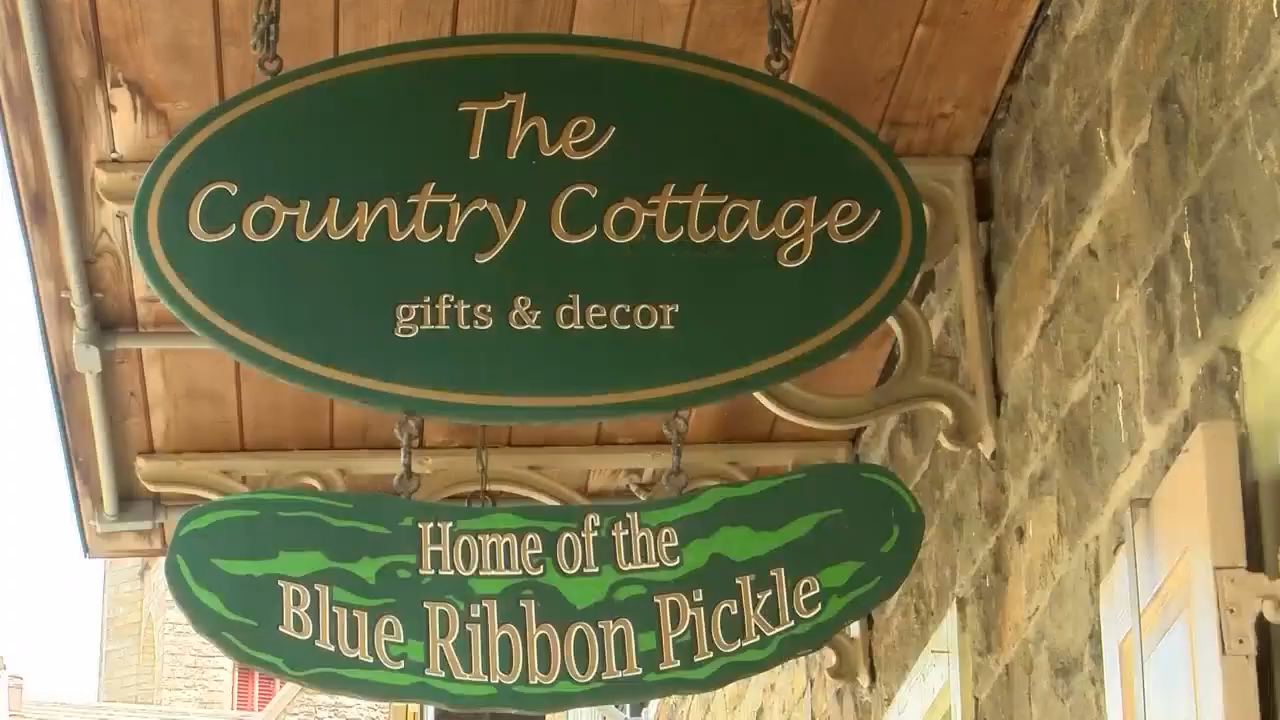 The
Country Cottage
gifts & decor
Home of the
Blue Ribbon Pickle